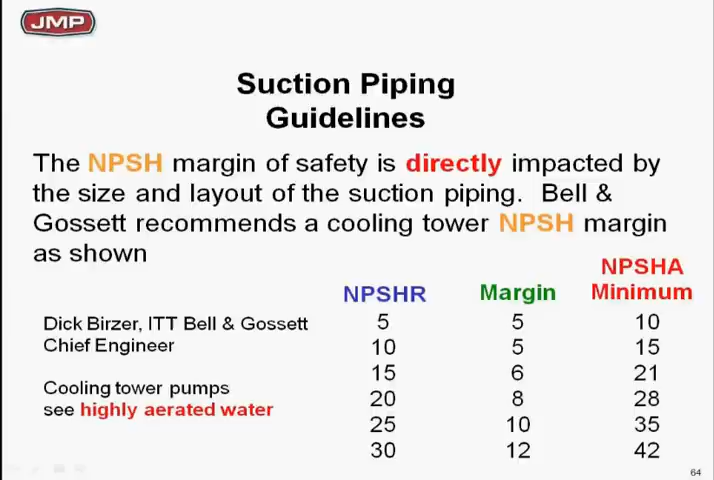 JMP
Suction Piping
Guidelines
The NPSH margin of safety is directly impacted by
the size and layout of the suction piping. Bell &
Gossett recommends a cooling tower NPSH margin
as shown
NPSHR Margin NPSHA Minimum
Dick Birzer, ITT Bell & Gossett
Chief Engineer
Cooling tower pumps
see highly aerated water
5 5 10
10 5 15
15 6 21
20 8 28
25 10 35
30 12 42
64